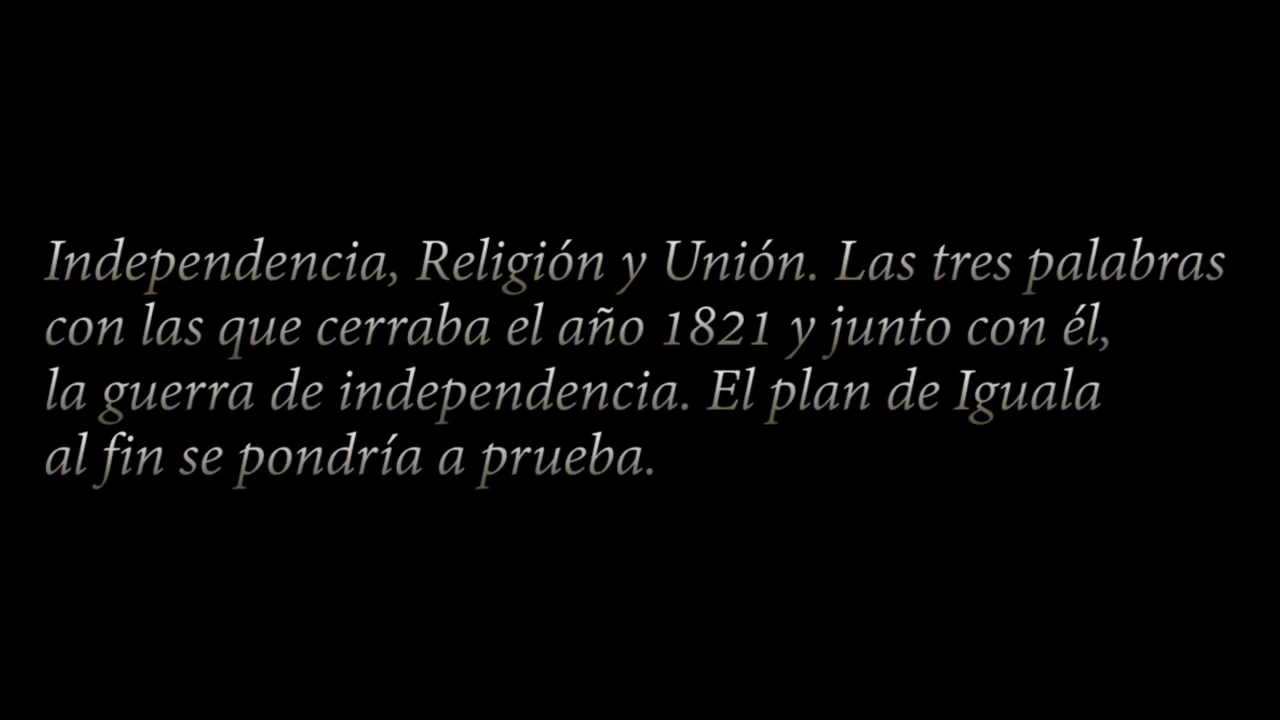 Independencia, Religión y Unión. Las tres palabras
con las que cerraba el año 1821 y junto con él,
la guerra de independencia. El plan de Iguala
al fin se pondría a prueba.